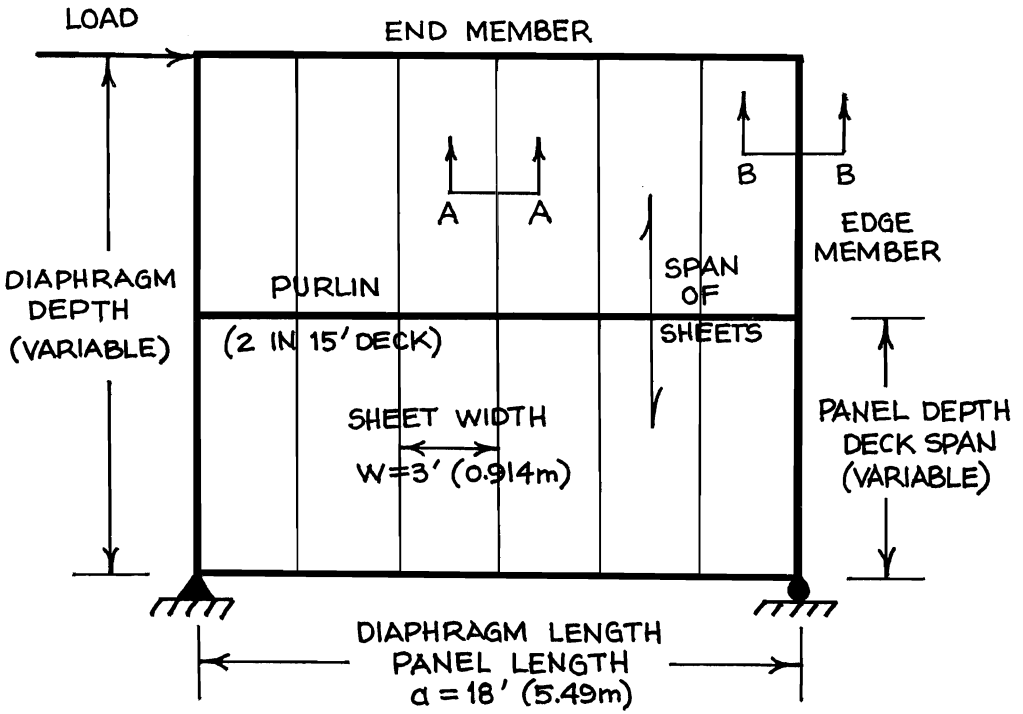 LOAD
END MEMBER
A A
B B
EDGE
MEMBER
DIAPHRAGM
DEPTH
(VARIABLE)
PURLIN
(2 IN 15' DECK)
SPAN
OF
SHEETS
SHEET WIDTH
W=3' (0.914m)
PANEL DEPTH
DECK SPAN
(VARIABLE)
DIAPHRAGM LENGTH
PANEL LENGTH
a = 18' (5.49m)